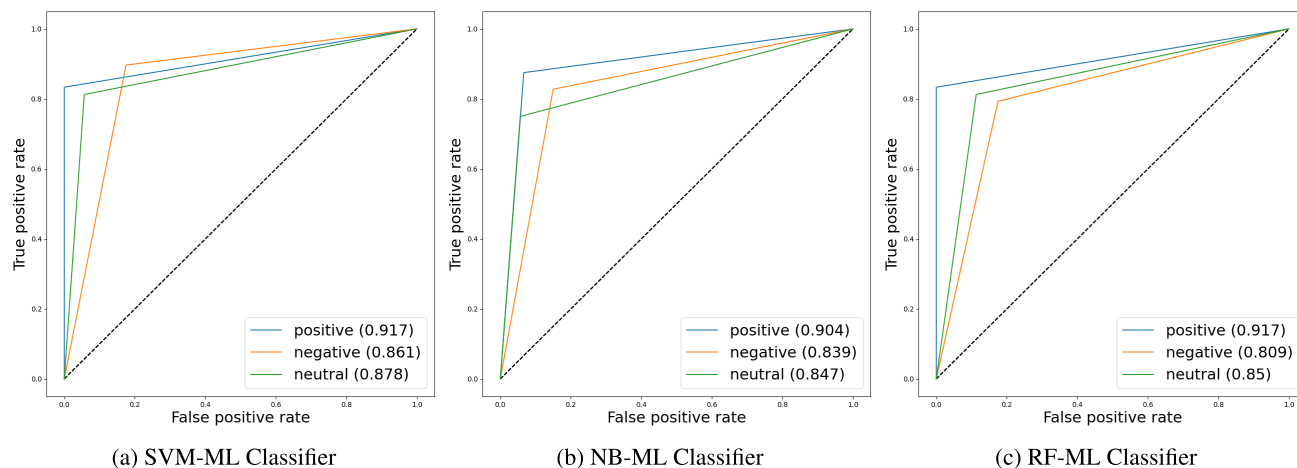 1.0
0.8
0.6
0.4
0.2
0.0
True positive rate
positive (0.917)
negative (0.861)
neutral (0.878)
0.0 0.2 0.4 0.6 0.8 1.0
False positive rate
(a) SVM-ML Classifier
1.0
0.8
0.6
0.4
0.2
0.0
True positive rate
positive (0.904)
negative (0.839)
neutral (0.847)
0.0 0.2 0.4 0.6 0.8 1.0
False positive rate
(b) NB-ML Classifier
1.0
0.8
0.6
0.4
0.2
0.0
True positive rate
positive (0.917)
negative (0.809)
neutral (0.85)
0.0 0.2 0.4 0.6 0.8 1.0
False positive rate
(c) RF-ML Classifier